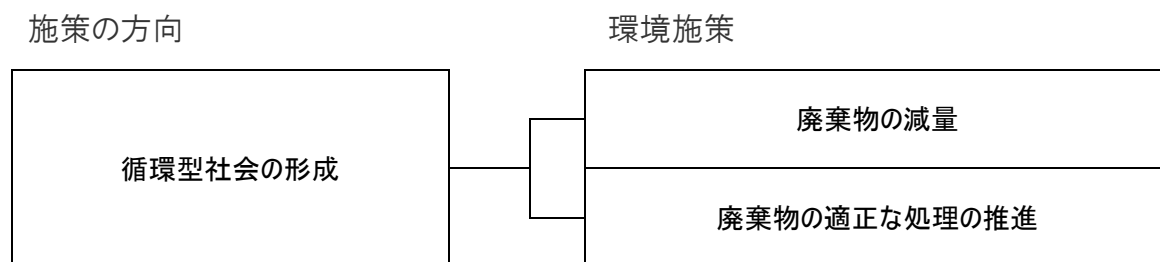 施策の方向
環境施策
循環型社会の形成
廃棄物の減量
廃棄物の適正な処理の推進